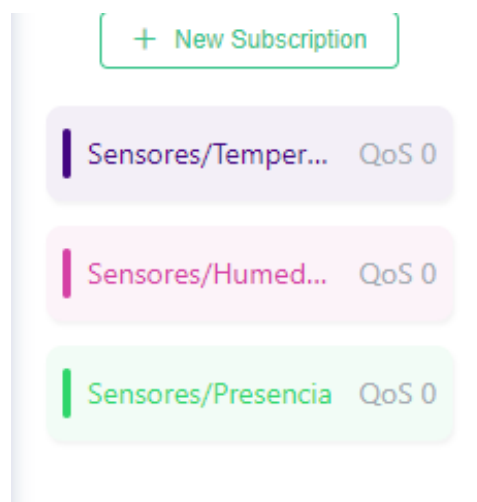 + New Subscription
Sensores/Temper... QoS 0
Sensores/Humed... QoS 0
Sensores/Presencia QoS 0